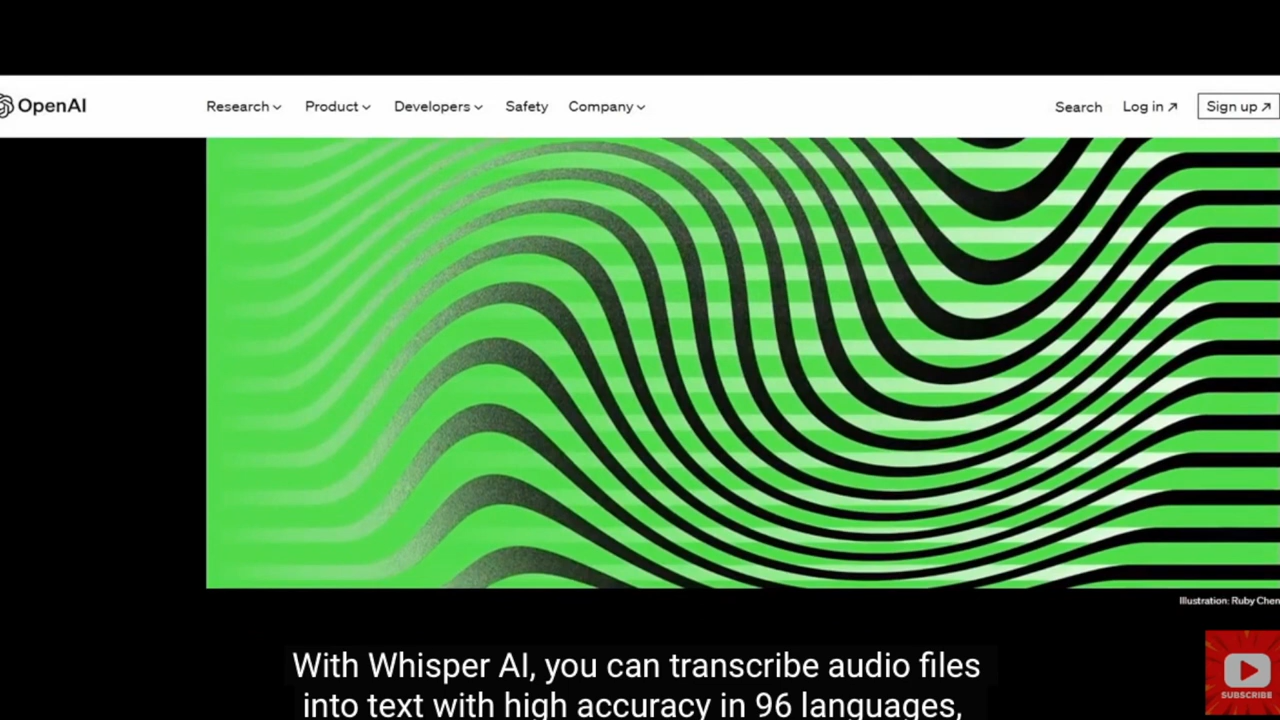 OpenAI
Research
Product
Developers
Safety
Company
Search
Log in
Sign up
Illustration: Ruby Chen
With Whisper AI, you can transcribe audio files
into text with high accuracy in 96 languages,
SUBSCRIBE